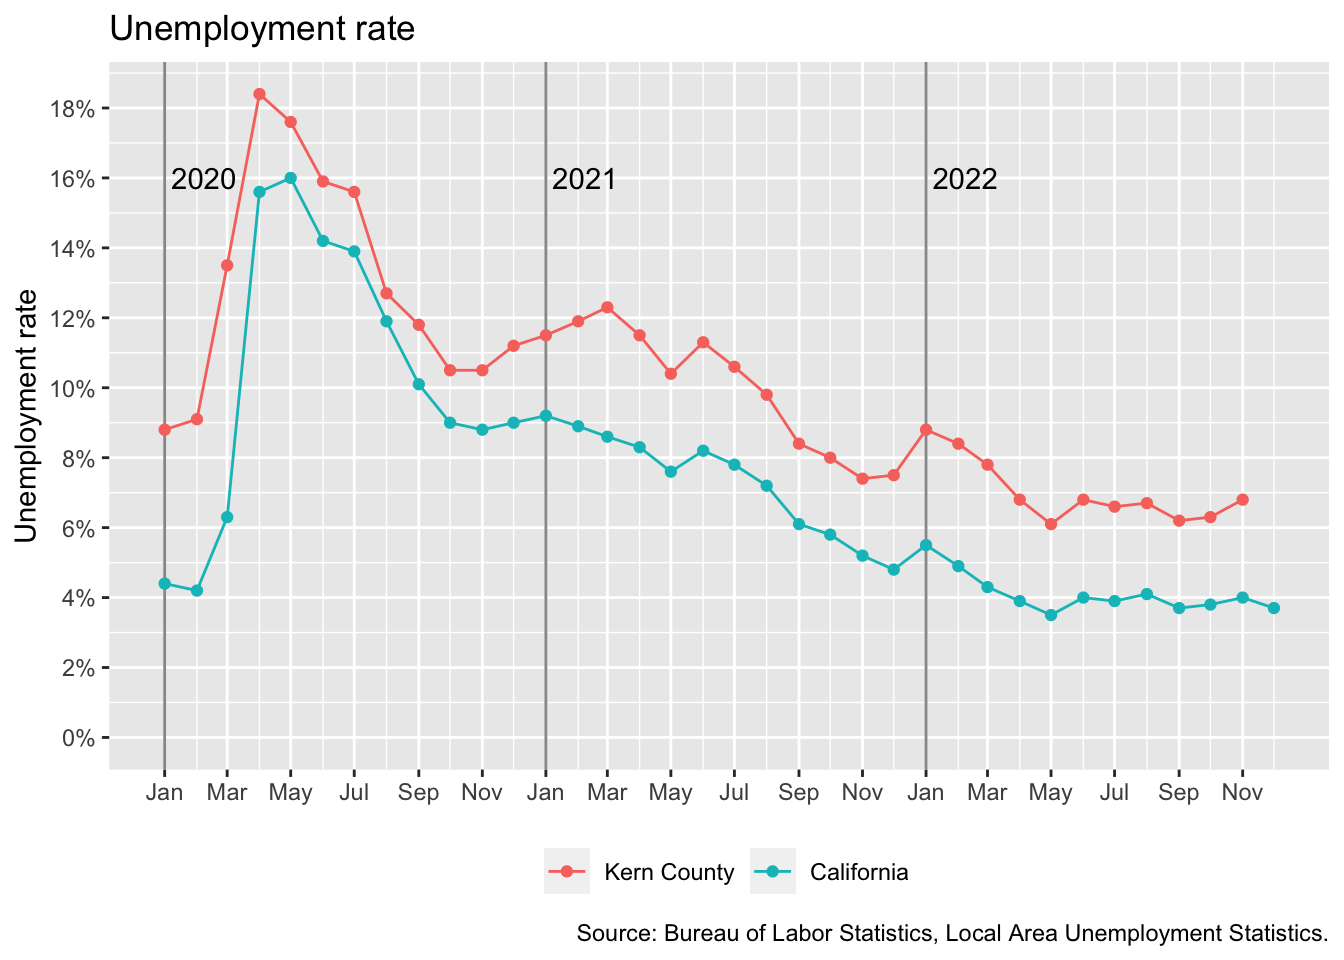 Unemployment rate
18%
16%
14%
12%
10%
8%
6%
4%
2%
0%
Unemployment rate
2020 2021 2022
Jan Mar May Jul Sep Nov Jan Mar May Jul Sep Nov Jan Mar May Jul Sep Nov
Kern County California
Source: Bureau of Labor Statistics, Local Area Unemployment Statistics.